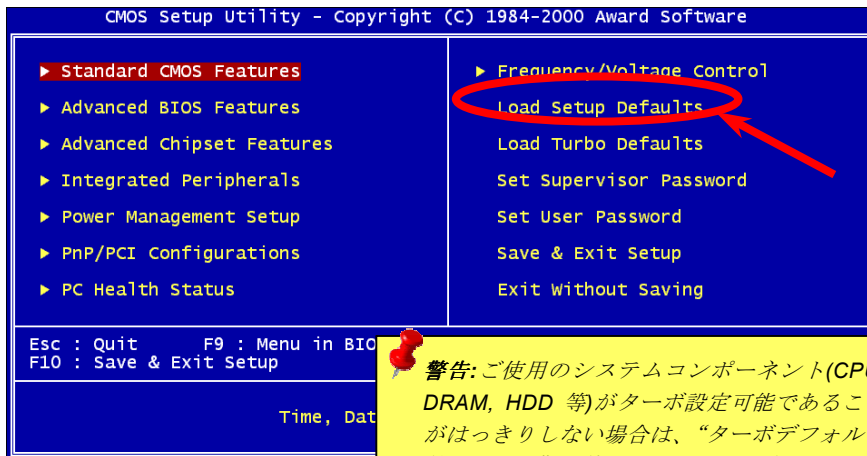 CMOS Setup Utility - Copyright (C) 1984-2000 Award Software
▶ Standard CMOS Features
▶ Advanced BIOS Features
▶ Advanced Chipset Features
▶ Integrated Peripherals
▶ Power Management Setup
▶ PnP/PCI Configurations
▶ PC Health Status
▶ Frequency/Voltage Control
Load Setup Defaults
Load Turbo Defaults
Set Supervisor Password
Set User Password
Save & Exit Setup
Exit Without Saving
Esc : Quit F9 : Menu in BIO
F10 : Save & Exit Setup
Time, Dat
警告:ご使用のシステムコンポーネント(CPU
DRAM, HDD 等)がターボ設定可能であるこ
がはっきりしない場合は、“ターボデフォル